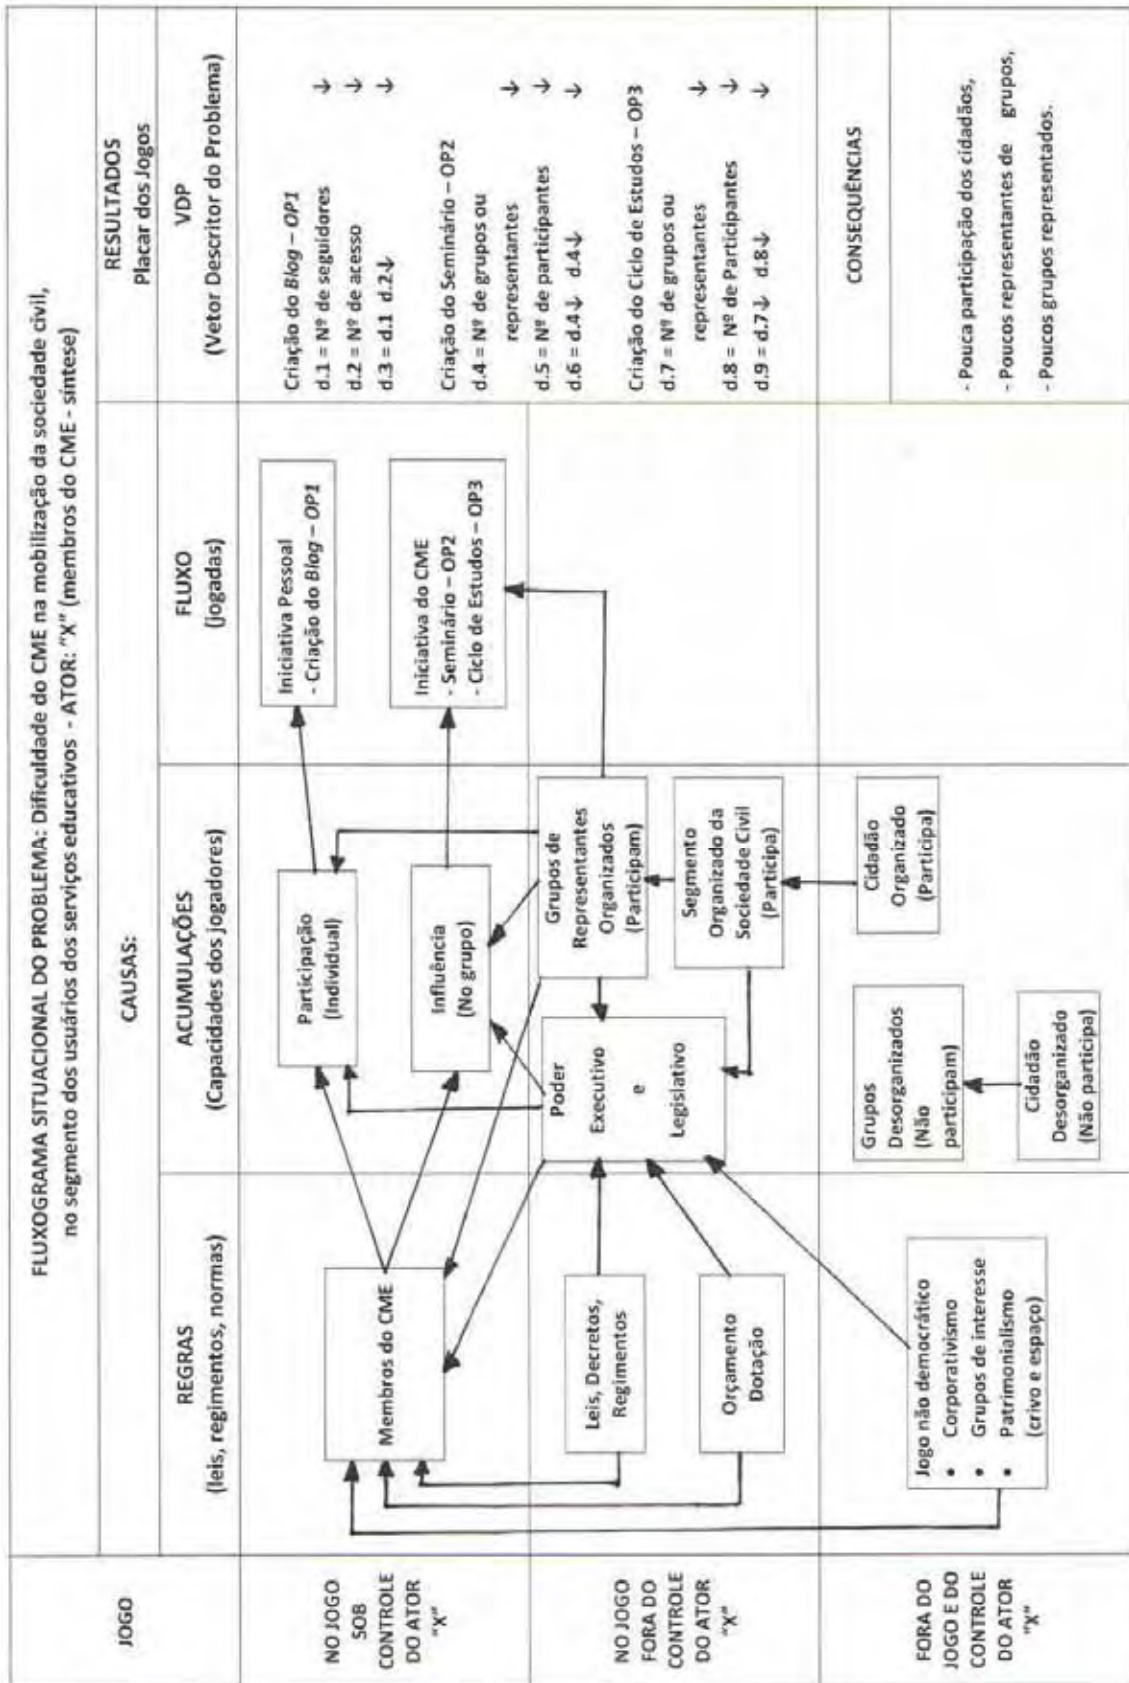 FLUXOGRAMA SITUACIONAL DO PROBLEMA: Dificuldade do CME na mobilização da sociedade civil,
no segmento dos usuários dos serviços educativos - ATOR: "X" (membros do CME - síntese)
JOGO
CAUSAS:
RESULTADOS
Placar dos Jogos
REGRAS
(leis, regimentos, normas)
ACUMULAÇÕES
(Capacidades dos jogadores)
FLUXO
(jogadas)
VDP
(Vetor Descritor do Problema)
NO JOGO
SOB
CONTROLE
DO ATOR
"X"
Membros do CME
Participação
(Individual)
Influência
(No grupo)
Iniciativa Pessoal
- Criação do Blog – OP1
Iniciativa do CME
- Seminário – OP2
- Ciclo de Estudos – OP3
Criação do Blog – OP1
d.1 = Nº de seguidores ↓
d.2 = Nº de acesso ↓
d.3 = d.1 d.2↓ ↓
Criação do Seminário – OP2
d.4 = Nº de grupos ou
representantes ↓
d.5 = Nº de participantes ↓
d.6 = d.4↓ d.4↓ ↓
Criação do Ciclo de Estudos – OP3
d.7 = Nº de grupos ou
representantes ↓
d.8 = Nº de Participantes ↓
d.9 = d.7↓ d.8↓ ↓
NO JOGO
FORA DO
CONTROLE
DO ATOR
"X"
Leis, Decretos,
Regimentos
Orçamento
Dotação
Poder
Executivo
e
Legislativo
Grupos de
Representantes
Organizados
(Participam)
Segmento
Organizado da
Sociedade Civil
(Participa)
FORA DO
JOGO E DO
CONTROLE
DO ATOR
"X"
Jogo não democrático
• Corporativismo
• Grupos de interesse
• Patrimonialismo
(crivo e espaço)
Grupos
Desorganizados
(Não
participam)
Cidadão
Desorganizado
(Não participa)
Cidadão
Organizado
(Participa)
CONSEQUÊNCIAS
- Pouca participação dos cidadãos,
- Poucos representantes de grupos,
- Poucos grupos representados.